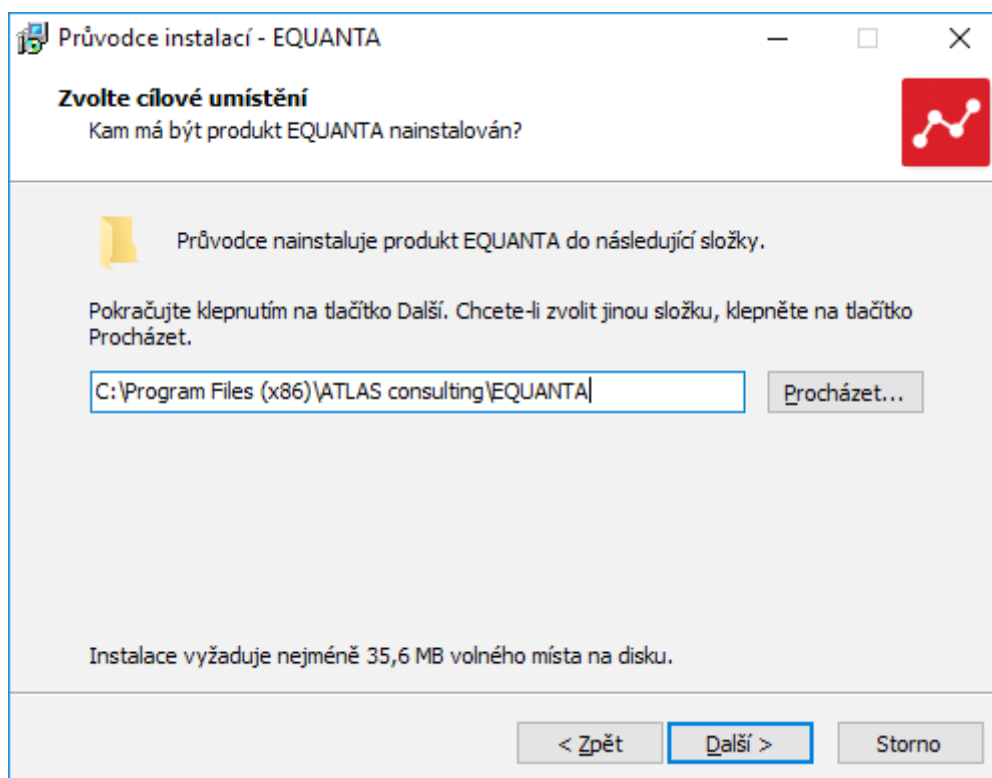 Průvodce instalací - EQUANTA
Zvolte cílové umístění
Kam má být produkt EQUANTA nainstalován?
Průvodce nainstaluje produkt EQUANTA do následující složky.
Pokračujte klepnutím na tlačítko Další. Chcete-li zvolit jinou složku, klepněte na tlačítko
Procházet.
C:\Program Files (x86)\ATLAS consulting\EQUANTA
Procházet...
Instalace vyžaduje nejméně 35,6 MB volného místa na disku.
< Zpět
Další >
Storno